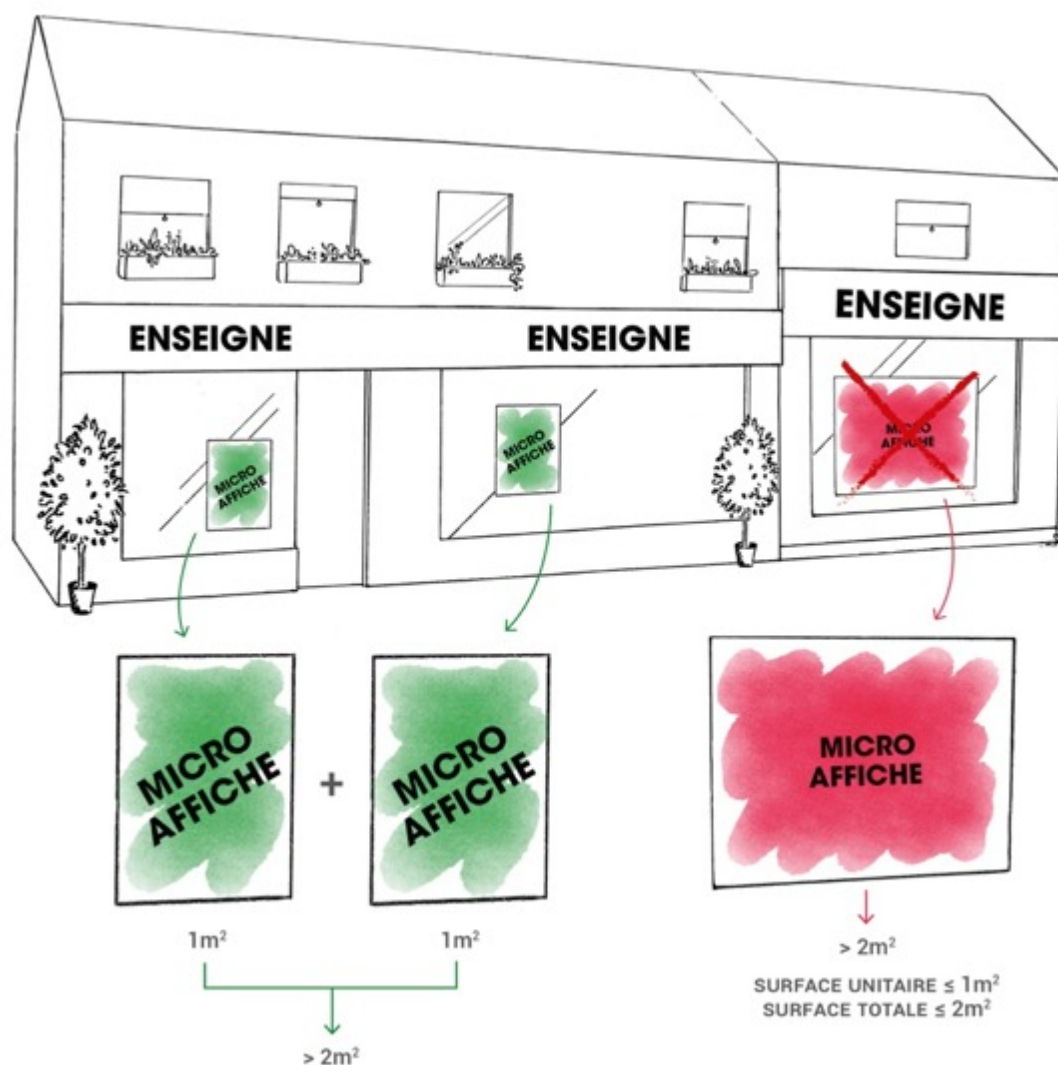 ENSEIGNE
ENSEIGNE
ENSEIGNE
MICRO
AFFICHE
MICRO
AFFICHE
MICRO
AFFICHE
MICRO
AFFICHE
+
MICRO
AFFICHE
MICRO
AFFICHE
1m²
1m²
> 2m²
> 2m²
SURFACE UNITAIRE ≤ 1m²
SURFACE TOTALE ≤ 2m²